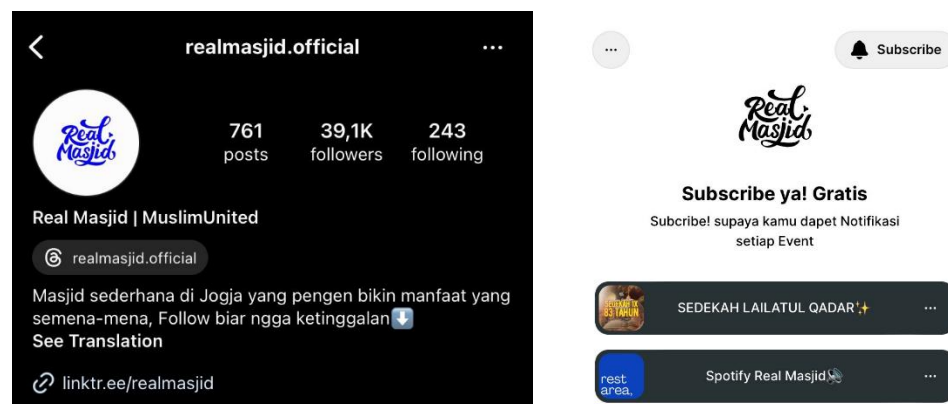 realmasjid.official
Real Masjid
761 39,1K 243
posts followers following
Real Masjid | MuslimUnited
realmasjid.official
Masjid sederhana di Jogja yang pengen bikin manfaat yang
semena-mena, Follow biar ngga ketinggalan⬇️
See Translation
linktr.ee/realmasjid
Subscribe
Real Masjid
Subscribe ya! Gratis
Subcribe! supaya kamu dapet Notifikasi
setiap Event
SEDEKAH
83 TAHUN
SEDEKAH LAILATUL QADAR✨
rest
area,
Spotify Real Masjid🔊